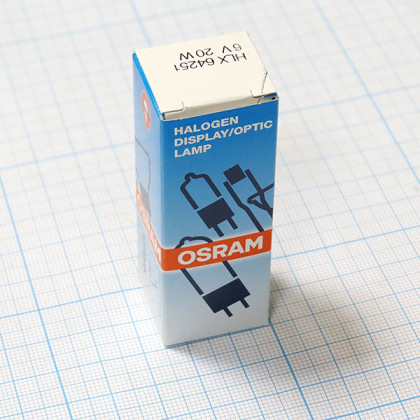 HLX 64251
6V 20W
HALOGEN
DISPLAY/OPTIC
LAMP
OSRAM